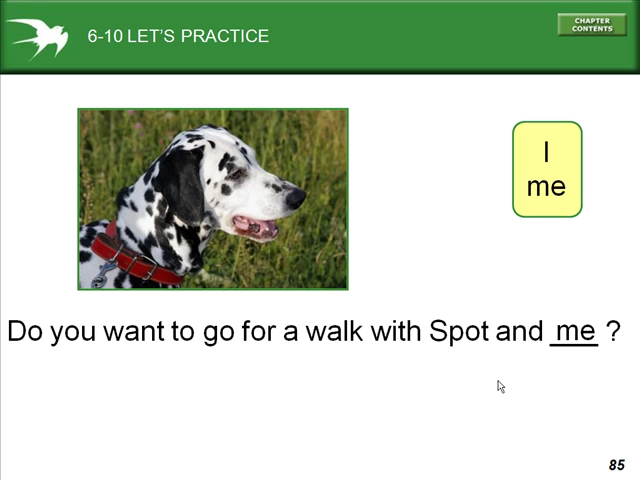 6-10 LET'S PRACTICE
CHAPTER
CONTENTS
I
me
Do you want to go for a walk with Spot and me ?
85